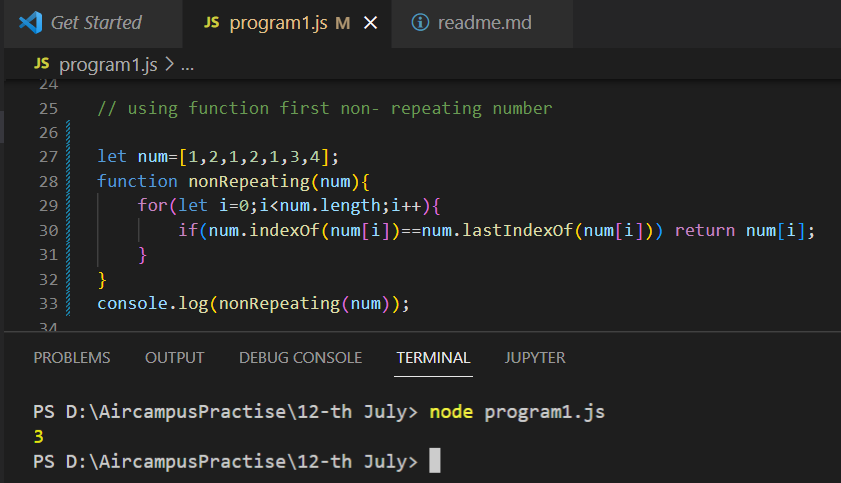 Get Started JS program1.js M × readme.md
JS program1.js > ...
24
25 // using function first non- repeating number
26
27 let num=[1,2,1,2,1,3,4];
28 function nonRepeating(num){
29 for(let i=0;i<num.length;i++){
30 if(num.indexOf(num[i])==num.lastIndexOf(num[i])) return num[i];
31 }
32 }
33 console.log(nonRepeating(num));
34
PROBLEMS OUTPUT DEBUG CONSOLE TERMINAL JUPYTER
PS D:\AircampusPractise\12-th July> node program1.js
3
PS D:\AircampusPractise\12-th July>